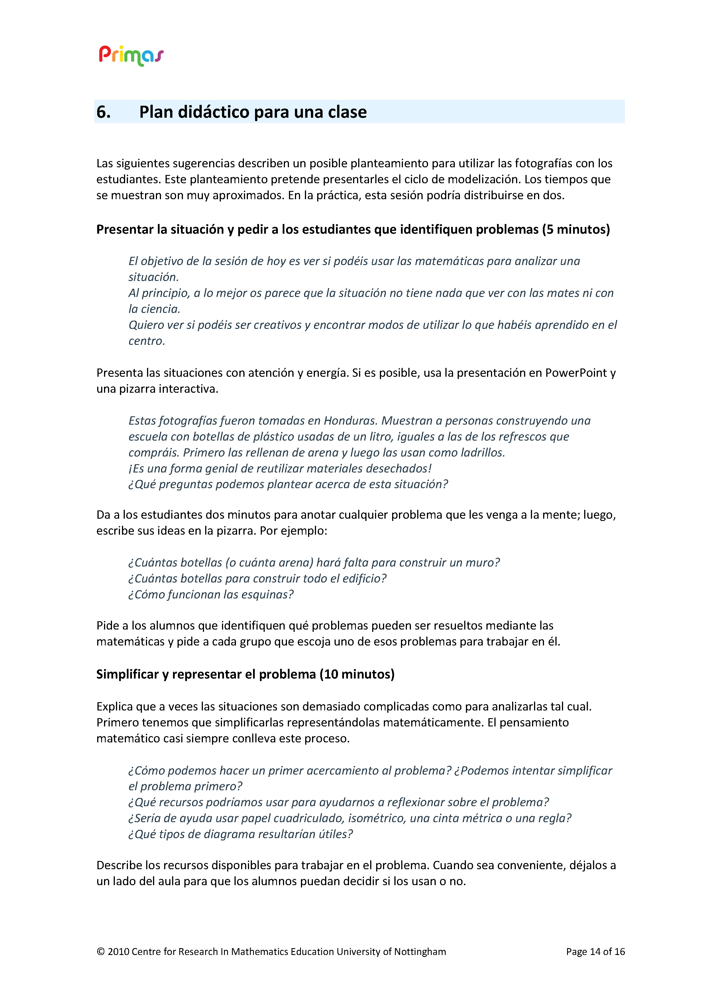 Primas
6. Plan didáctico para una clase
Las siguientes sugerencias describen un posible planteamiento para utilizar las fotografías con los
estudiantes. Este planteamiento pretende presentarles el ciclo de modelización. Los tiempos que
se muestran son muy aproximados. En la práctica, esta sesión podría distribuirse en dos.
Presentar la situación y pedir a los estudiantes que identifiquen problemas (5 minutos)
El objetivo de la sesión de hoy es ver si podéis usar las matemáticas para analizar una
situación.
Al principio, a lo mejor os parece que la situación no tiene nada que ver con las mates ni con
la ciencia.
Quiero ver si podéis ser creativos y encontrar modos de utilizar lo que habéis aprendido en el
centro.
Presenta las situaciones con atención y energía. Si es posible, usa la presentación en PowerPoint y
una pizarra interactiva.
Estas fotografías fueron tomadas en Honduras. Muestran a personas construyendo una
escuela con botellas de plástico usadas de un litro, iguales a las de los refrescos que
compráis. Primero las rellenan de arena y luego las usan como ladrillos.
¡Es una forma genial de reutilizar materiales desechados!
¿Qué preguntas podemos plantear acerca de esta situación?
Da a los estudiantes dos minutos para anotar cualquier problema que les venga a la mente; luego,
escribe sus ideas en la pizarra. Por ejemplo:
¿Cuántas botellas (o cuánta arena) hará falta para construir un muro?
¿Cuántas botellas para construir todo el edificio?
¿Cómo funcionan las esquinas?
Pide a los alumnos que identifiquen qué problemas pueden ser resueltos mediante las
matemáticas y pide a cada grupo que escoja uno de esos problemas para trabajar en él.
Simplificar y representar el problema (10 minutos)
Explica que a veces las situaciones son demasiado complicadas como para analizarlas tal cual.
Primero tenemos que simplificarlas representándolas matemáticamente. El pensamiento
matemático casi siempre conlleva este proceso.
¿Cómo podemos hacer un primer acercamiento al problema? ¿Podemos intentar simplificar
el problema primero?
¿Qué recursos podríamos usar para ayudarnos a reflexionar sobre el problema?
¿Sería de ayuda usar papel cuadriculado, isométrico, una cinta métrica o una regla?
¿Qué tipos de diagrama resultarían útiles?
Describe los recursos disponibles para trabajar en el problema. Cuando sea conveniente, déjalos a
un lado del aula para que los alumnos puedan decidir si los usan o no.
© 2010 Centre for Research In Mathematics Education University of Nottingham Page 14 of 16